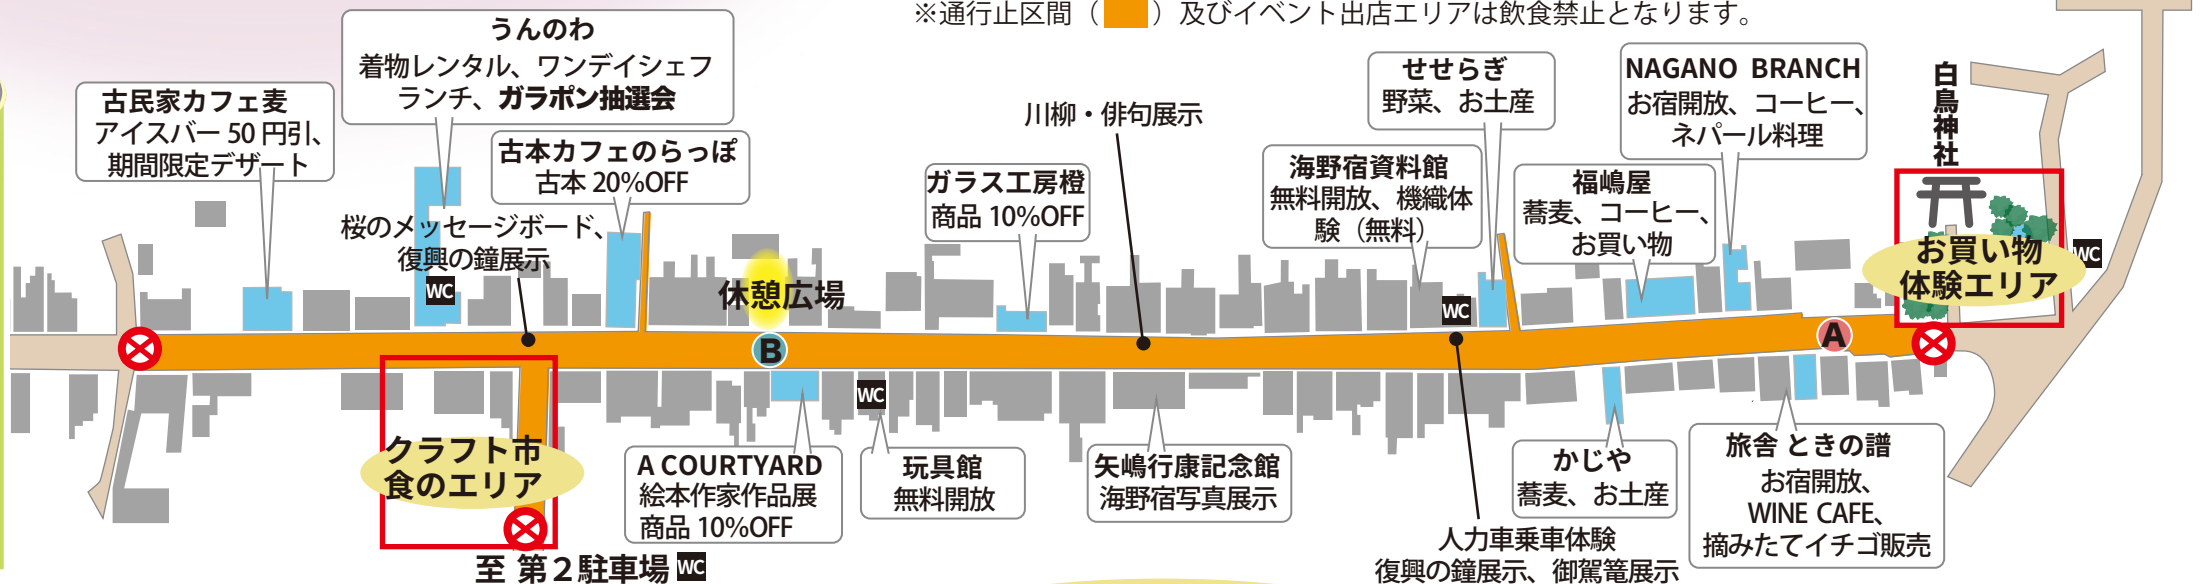 ※通行止区間（　）及びイベント出店エリアは飲食禁止となります。
うんのわ
着物レンタル、ワンデイシェフ
ランチ、ガラポン抽選会
古民家カフェ麦
アイスバー 50 円引、
期間限定デザート
古本カフェのらっぽ
古本 20%OFF
桜のメッセージボード、
復興の鐘展示
WC
休憩広場
B
ガラス工房橙
商品 10%OFF
川柳・俳句展示
海野宿資料館
無料開放、機織体
験（無料）
せせらぎ
野菜、お土産
WC
NAGANO BRANCH
お宿開放、コーヒー、
ネパール料理
福嶋屋
蕎麦、コーヒー、
お買い物
白鳥神社
お買い物
体験エリア
WC
A
クラフト市
食のエリア
至 第２駐車場 WC
A COURTYARD
絵本作家作品展
商品 10%OFF
WC
玩具館
無料開放
矢嶋行康記念館
海野宿写真展示
人力車乗車体験
復興の鐘展示、御駕篭展示
かじや
蕎麦、お土産
旅舎 ときの譜
お宿開放、
WINE CAFE、
摘みたてイチゴ販売